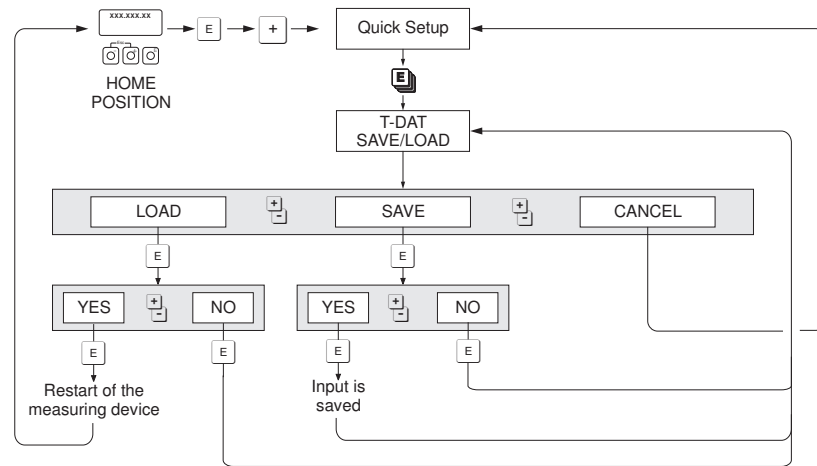 xxx.xxx.xx
Esc
E
+
Quick Setup
HOME
POSITION
E
T-DAT
SAVE/LOAD
LOAD
+
-
SAVE
+
-
CANCEL
E
E
YES
+
-
NO
YES
+
-
NO
E
E
E
E
Restart of the
measuring device
Input is
saved